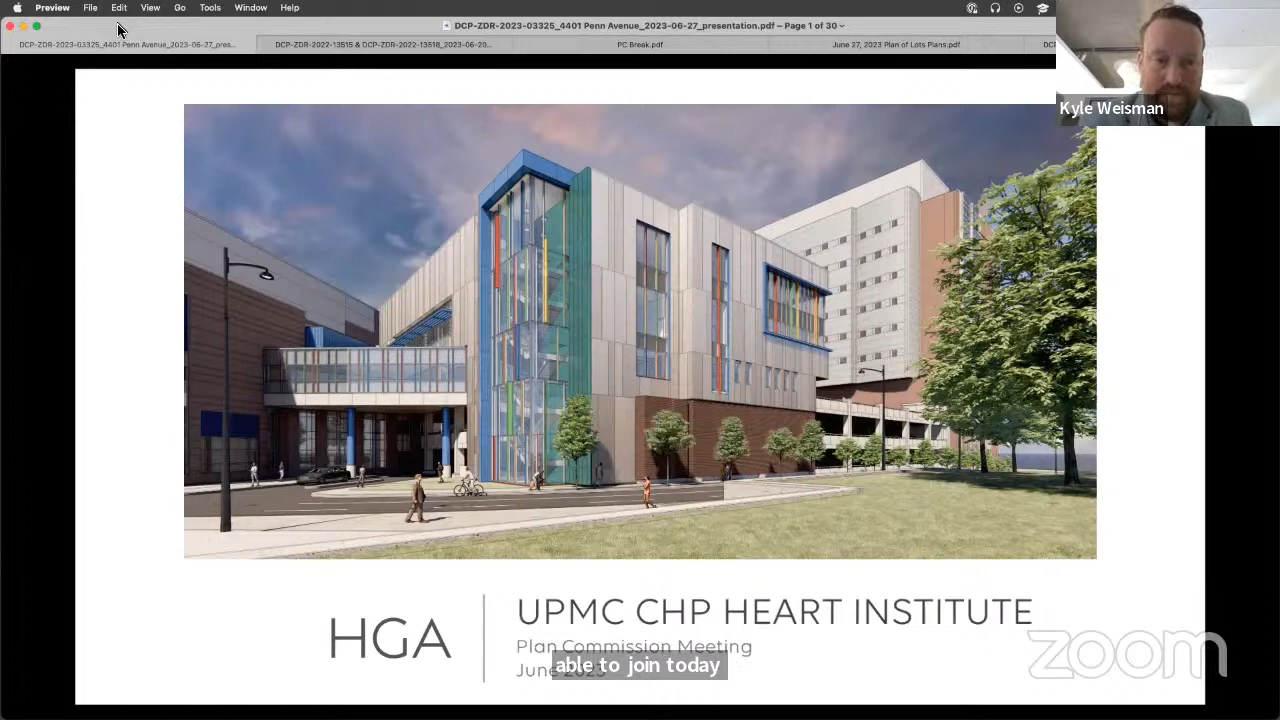 Preview File Edit View Go Tools Window Help
DCP-ZDR-2023-03325_4401 Penn Avenue_2023-06-27_presentation.pdf – Page 1 of 30
DCP-ZDR-2023-03325_4401 Penn Avenue_2023-06-27_pres...
DCP-ZDR-2022-13515 & DCP-ZDR-2022-13518_2023-06-20...
PC Break.pdf
June 27, 2023 Plan of Lots Plans.pdf
Kyle Weisman
HGA
UPMC CHP HEART INSTITUTE
Plan Commission Meeting
June 2023
able to join today
zoom